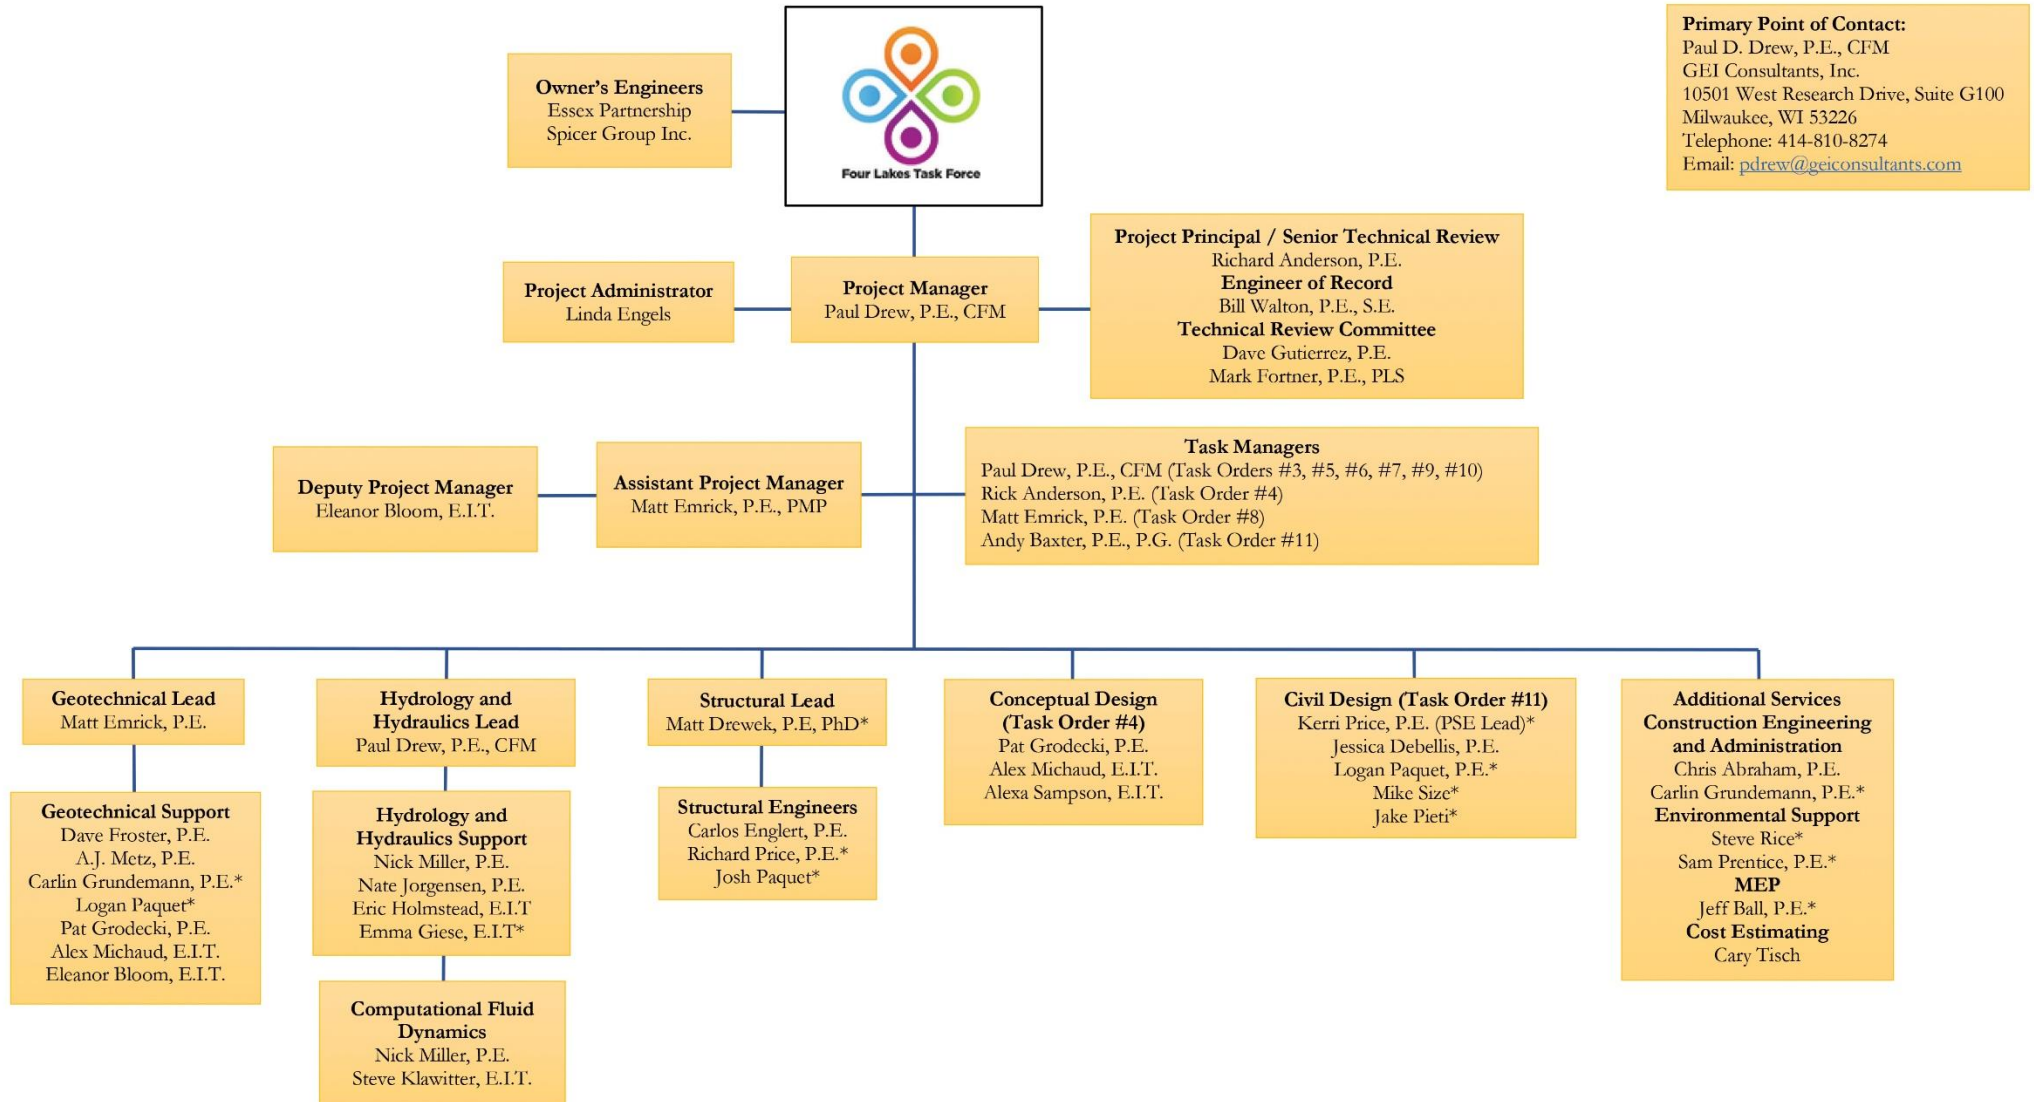 Owner's Engineers
Essex Partnership
Spicer Group Inc.
Four Lakes Task Force
Primary Point of Contact:
Paul D. Drew, P.E., CFM
GEI Consultants, Inc.
10501 West Research Drive, Suite G100
Milwaukee, WI 53226
Telephone: 414-810-8274
Email: pdrew@geiconsultants.com
Project Administrator
Linda Engels
Project Manager
Paul Drew, P.E., CFM
Project Principal / Senior Technical Review
Richard Anderson, P.E.
Engineer of Record
Bill Walton, P.E., S.E.
Technical Review Committee
Dave Gutierrez, P.E.
Mark Fortner, P.E., PLS
Deputy Project Manager
Eleanor Bloom, E.I.T.
Assistant Project Manager
Matt Emrick, P.E., PMP
Task Managers
Paul Drew, P.E., CFM (Task Orders #3, #5, #6, #7, #9, #10)
Rick Anderson, P.E. (Task Order #4)
Matt Emrick, P.E. (Task Order #8)
Andy Baxter, P.E., P.G. (Task Order #11)
Geotechnical Lead
Matt Emrick, P.E.
Geotechnical Support
Dave Froster, P.E.
A.J. Metz, P.E.
Carlin Grundemann, P.E.*
Logan Paquet*
Pat Grodecki, P.E.
Alex Michaud, E.I.T.
Eleanor Bloom, E.I.T.
Hydrology and
Hydraulics Lead
Paul Drew, P.E., CFM
Hydrology and
Hydraulics Support
Nick Miller, P.E.
Nate Jorgensen, P.E.
Eric Holmstead, E.I.T
Emma Giese, E.I.T*
Computational Fluid
Dynamics
Nick Miller, P.E.
Steve Klawitter, E.I.T.
Structural Lead
Matt Drewek, P.E, PhD*
Structural Engineers
Carlos Englert, P.E.
Richard Price, P.E.*
Josh Paquet*
Conceptual Design
(Task Order #4)
Pat Grodecki, P.E.
Alex Michaud, E.I.T.
Alexa Sampson, E.I.T.
Civil Design (Task Order #11)
Kerri Price, P.E. (PSE Lead)*
Jessica Debellis, P.E.
Logan Paquet, P.E.*
Mike Size*
Jake Pieti*
Additional Services
Construction Engineering
and Administration
Chris Abraham, P.E.
Carlin Grundemann, P.E.*
Environmental Support
Steve Rice*
Sam Prentice, P.E.*
MEP
Jeff Ball, P.E.*
Cost Estimating
Cary Tisch